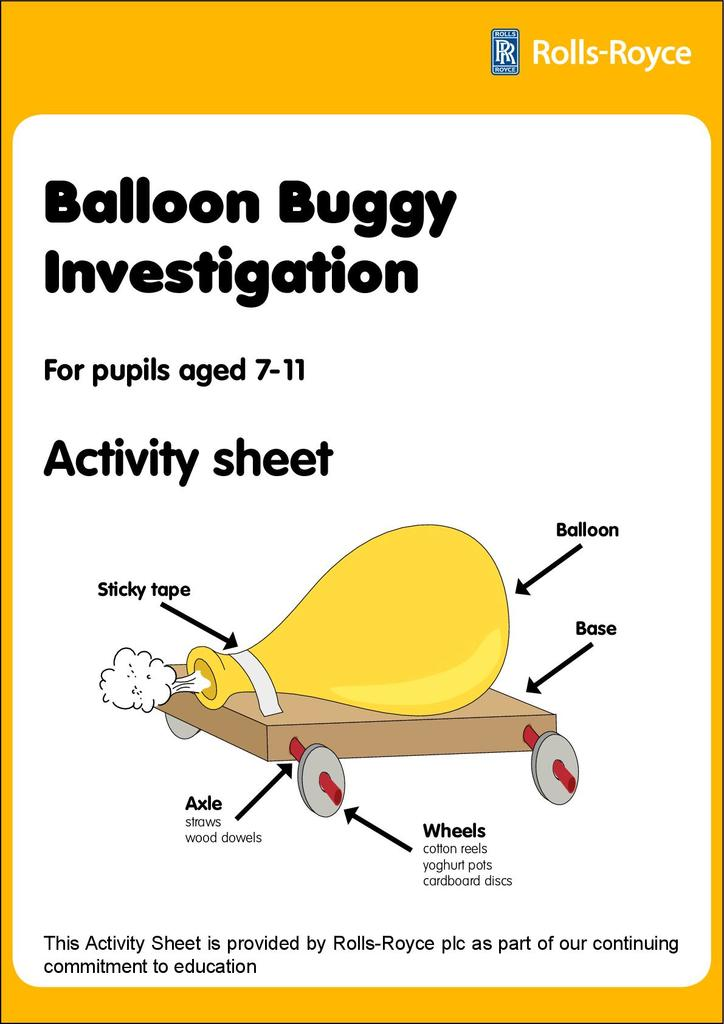 ROLLS
RR
ROYCE
Rolls-Royce
Balloon Buggy
Investigation
For pupils aged 7-11
Activity sheet
Balloon
Sticky tape
Base
Axle
straws
wood dowels
Wheels
cotton reels
yoghurt pots
cardboard discs
This Activity Sheet is provided by Rolls-Royce plc as part of our continuing
commitment to education